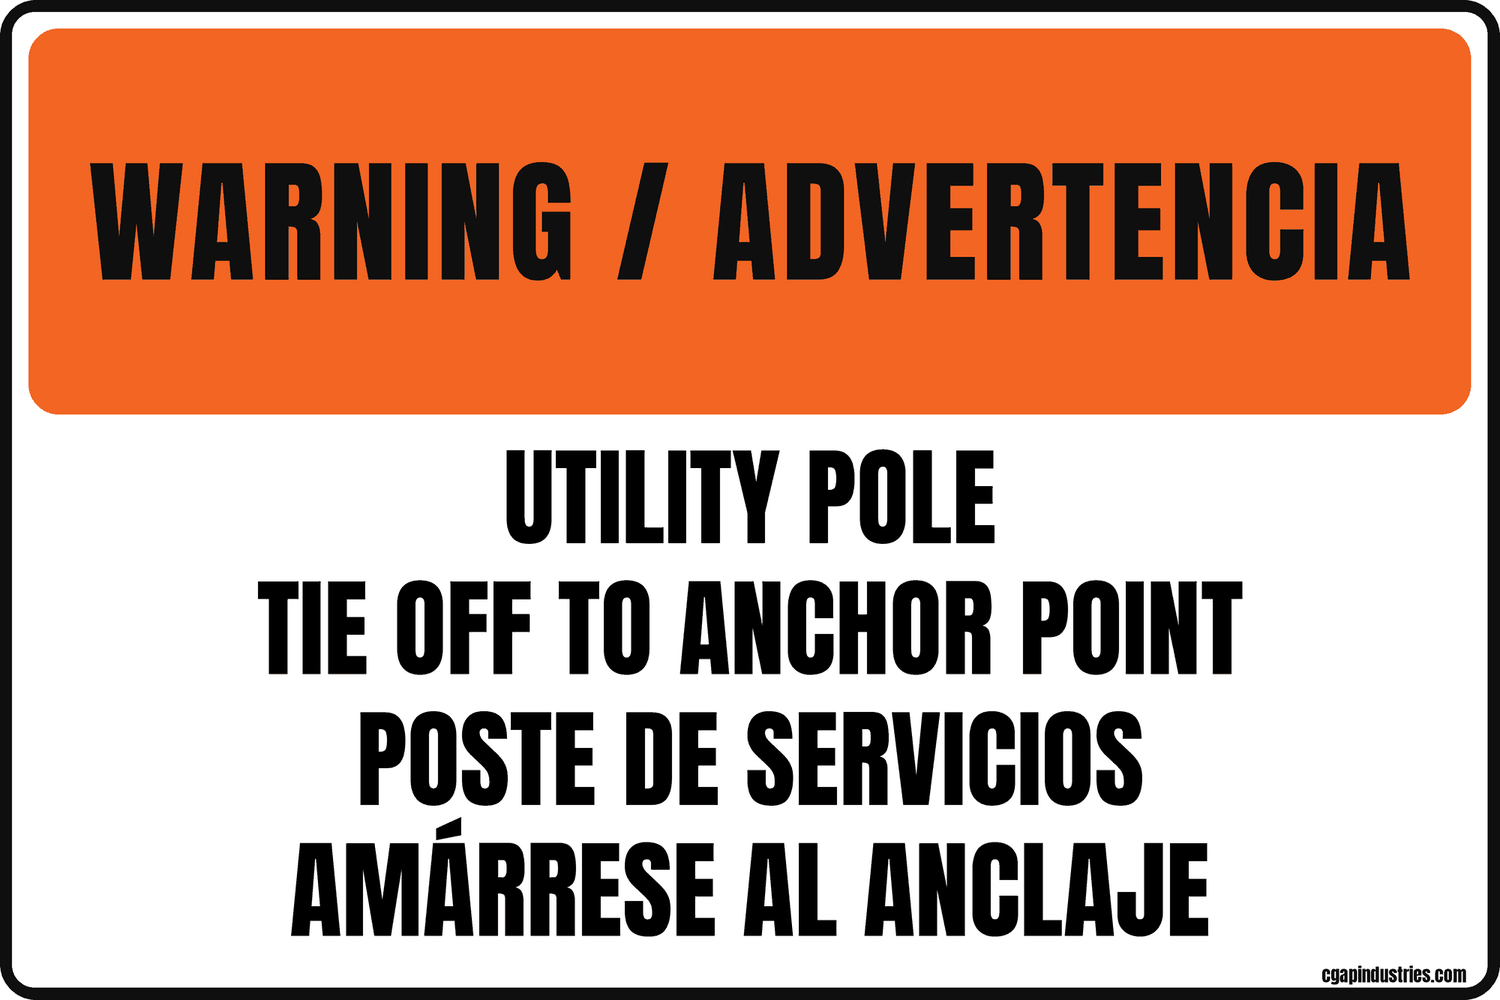 WARNING / ADVERTENCIA
UTILITY POLE
TIE OFF TO ANCHOR POINT
POSTE DE SERVICIOS
AMÁRRESE AL ANCLAJE
cgapindustries.com